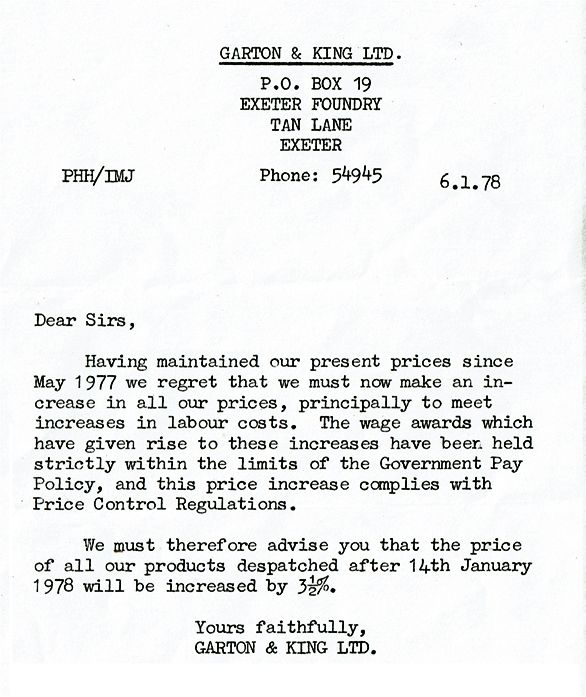 GARTON & KING LTD.
P.O. BOX 19
EXETER FOUNDRY
TAN LANE
EXETER
PHH/IMJ Phone: 54945 6.1.78
Dear Sirs,
Having maintained our present prices since
May 1977 we regret that we must now make an in-
crease in all our prices, principally to meet
increases in labour costs. The wage awards which
have given rise to these increases have been held
strictly within the limits of the Government Pay
Policy, and this price increase complies with
Price Control Regulations.
We must therefore advise you that the price
of all our products despatched after 14th January
1978 will be increased by 3½%.
Yours faithfully,
GARTON & KING LTD.